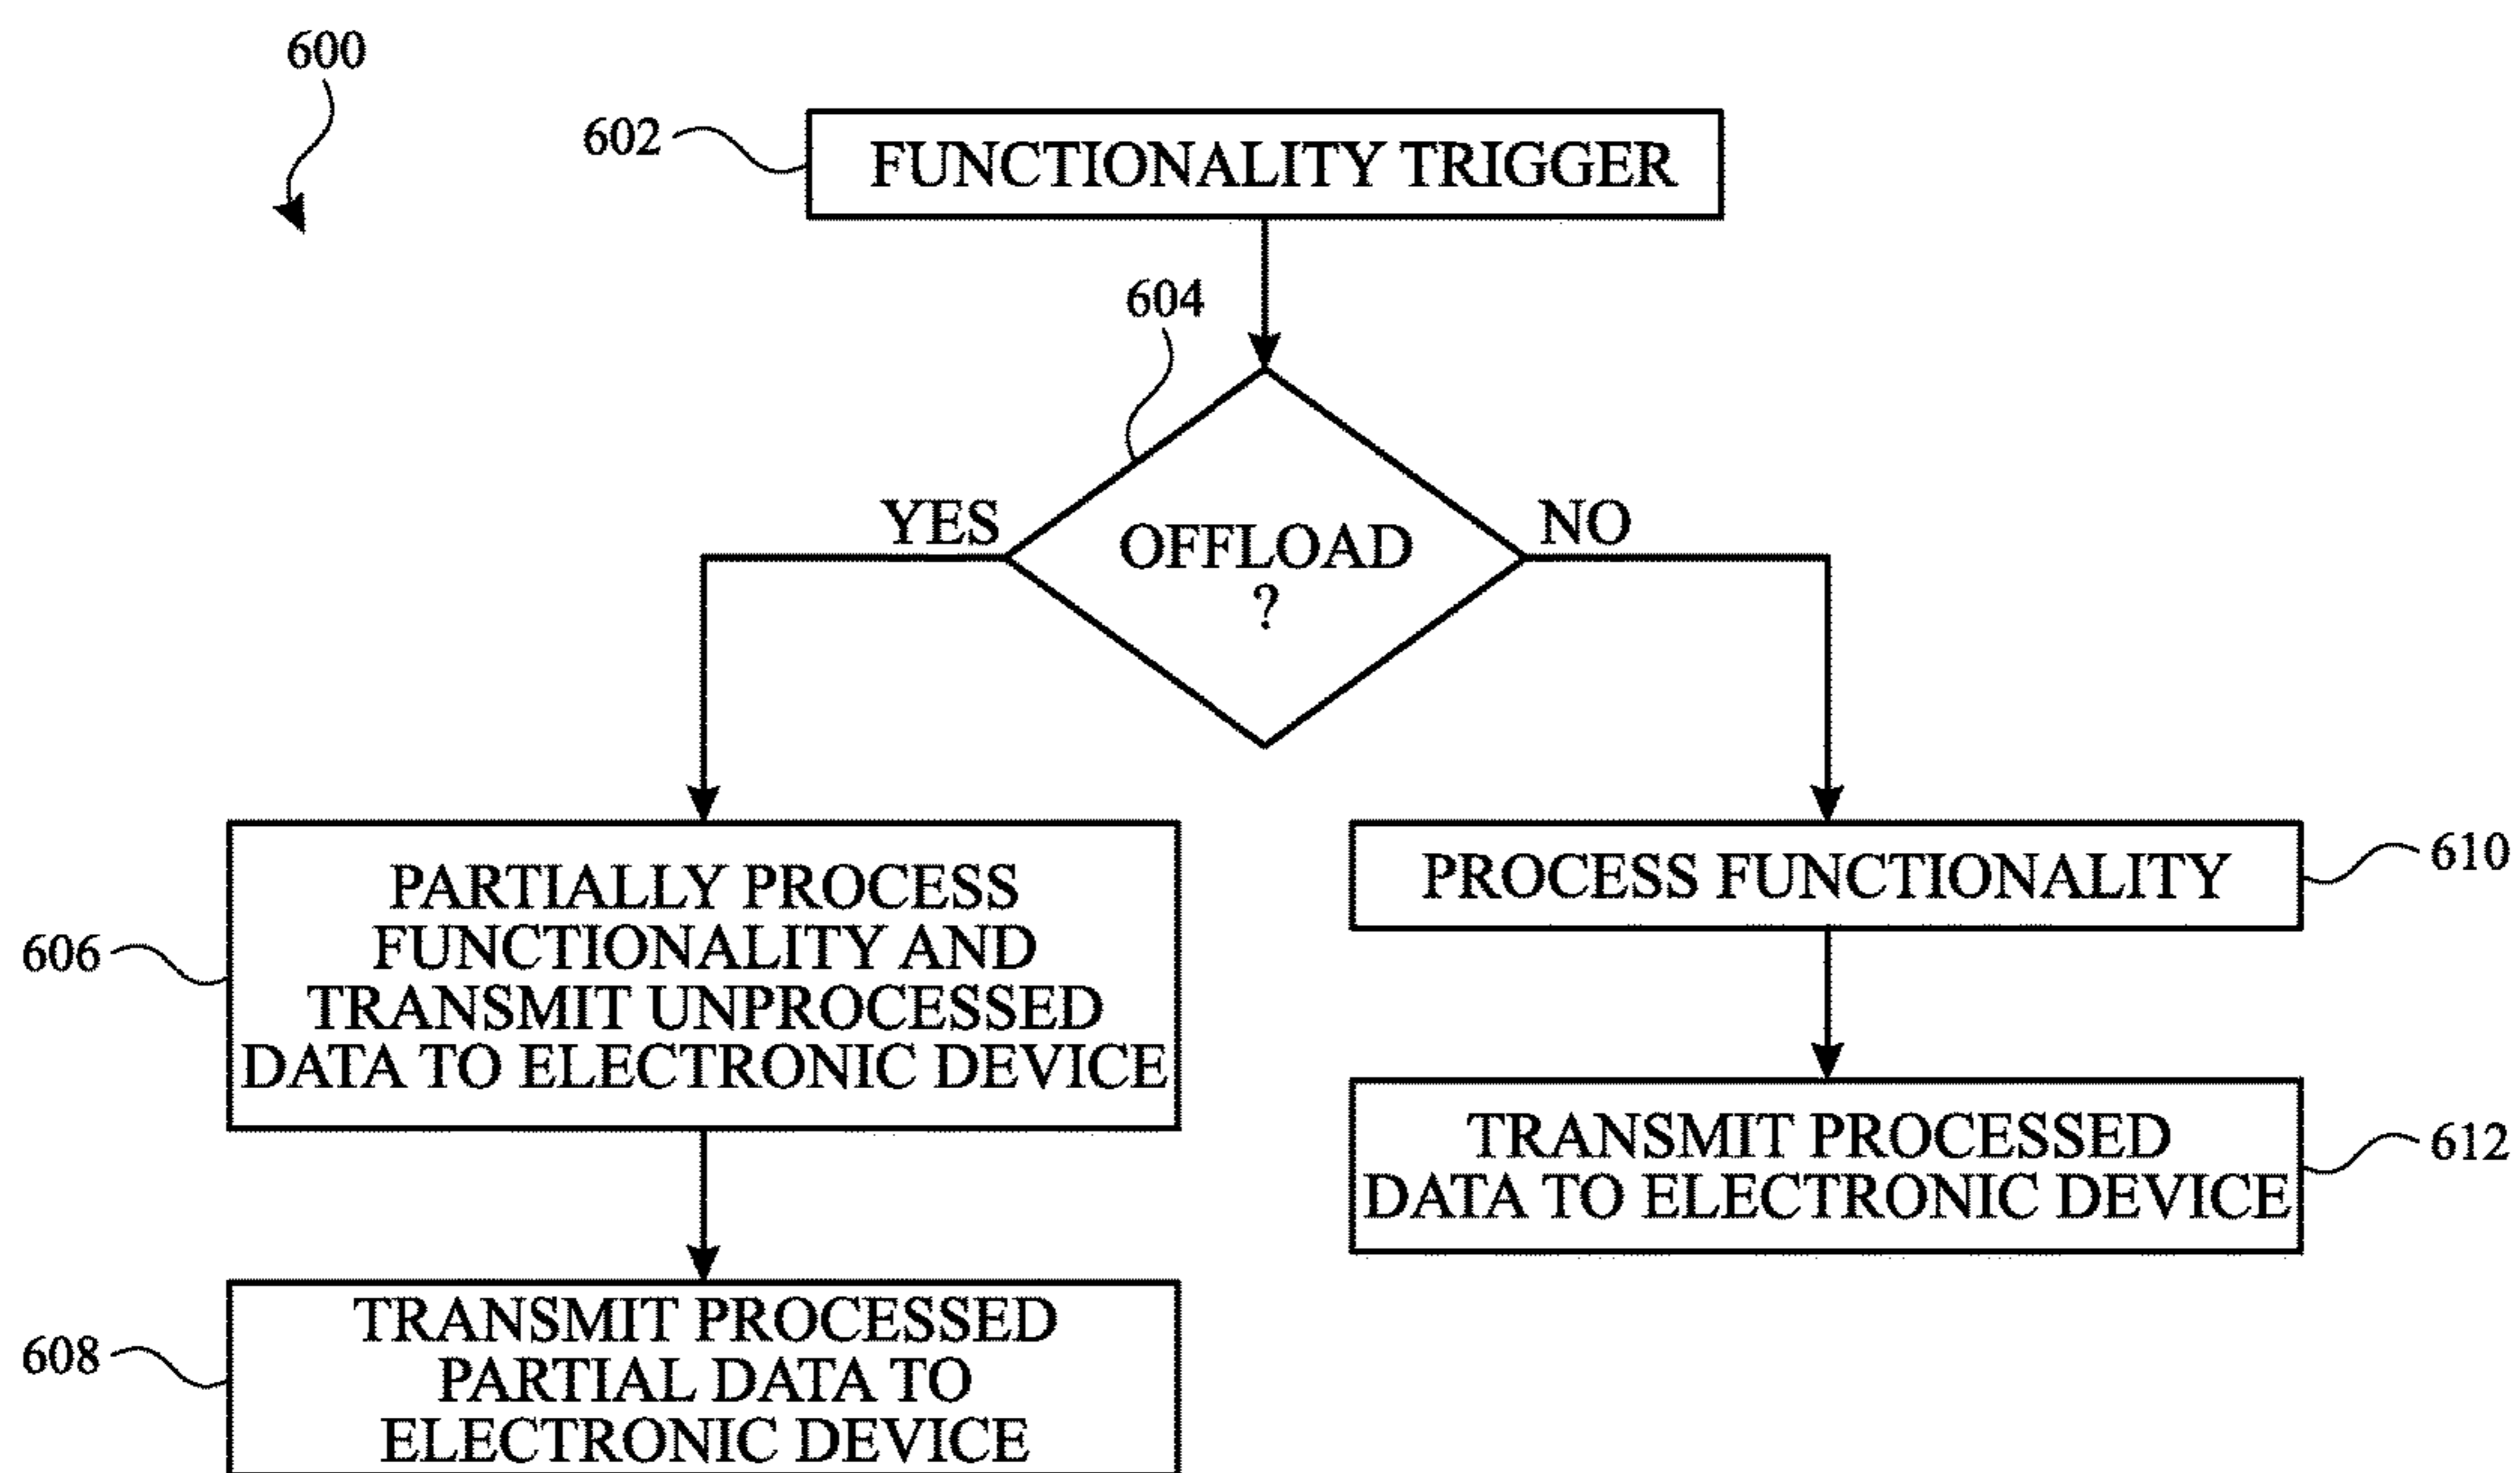 600
602
FUNCTIONALITY TRIGGER
604
YES
NO
OFFLOAD
?
606
PARTIALLY PROCESS
FUNCTIONALITY AND
TRANSMIT UNPROCESSED
DATA TO ELECTRONIC DEVICE
PROCESS FUNCTIONALITY
610
TRANSMIT PROCESSED
DATA TO ELECTRONIC DEVICE
612
608
TRANSMIT PROCESSED
PARTIAL DATA TO
ELECTRONIC DEVICE